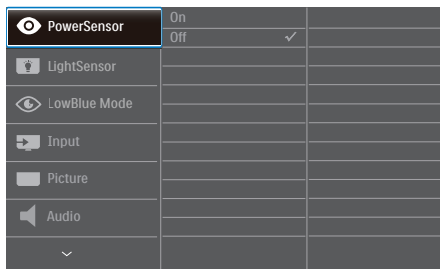 PowerSensor
On
Off
LightSensor
LowBlue Mode
Input
Picture
Audio